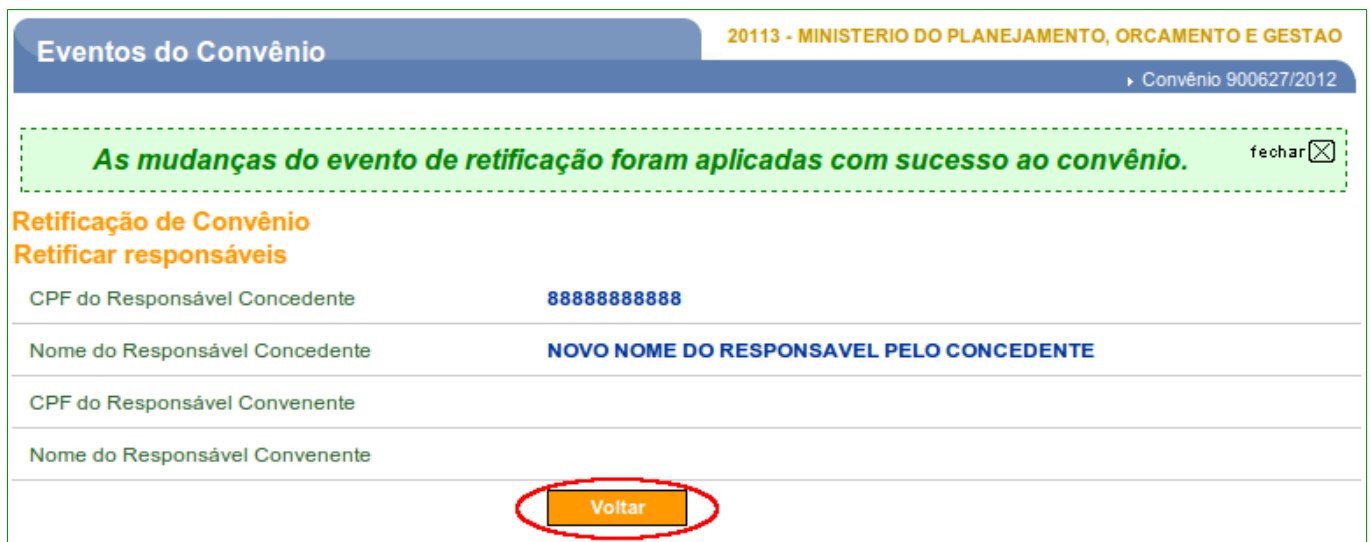 Eventos do Convênio
20113 - MINISTERIO DO PLANEJAMENTO, ORCAMENTO E GESTAO
Convênio 900627/2012
As mudanças do evento de retificação foram aplicadas com sucesso ao convênio.
fechar
Retificação de Convênio
Retificar responsáveis
CPF do Responsável Concedente 88888888888
Nome do Responsável Concedente NOVO NOME DO RESPONSAVEL PELO CONCEDENTE
CPF do Responsável Convenente
Nome do Responsável Convenente
Voltar